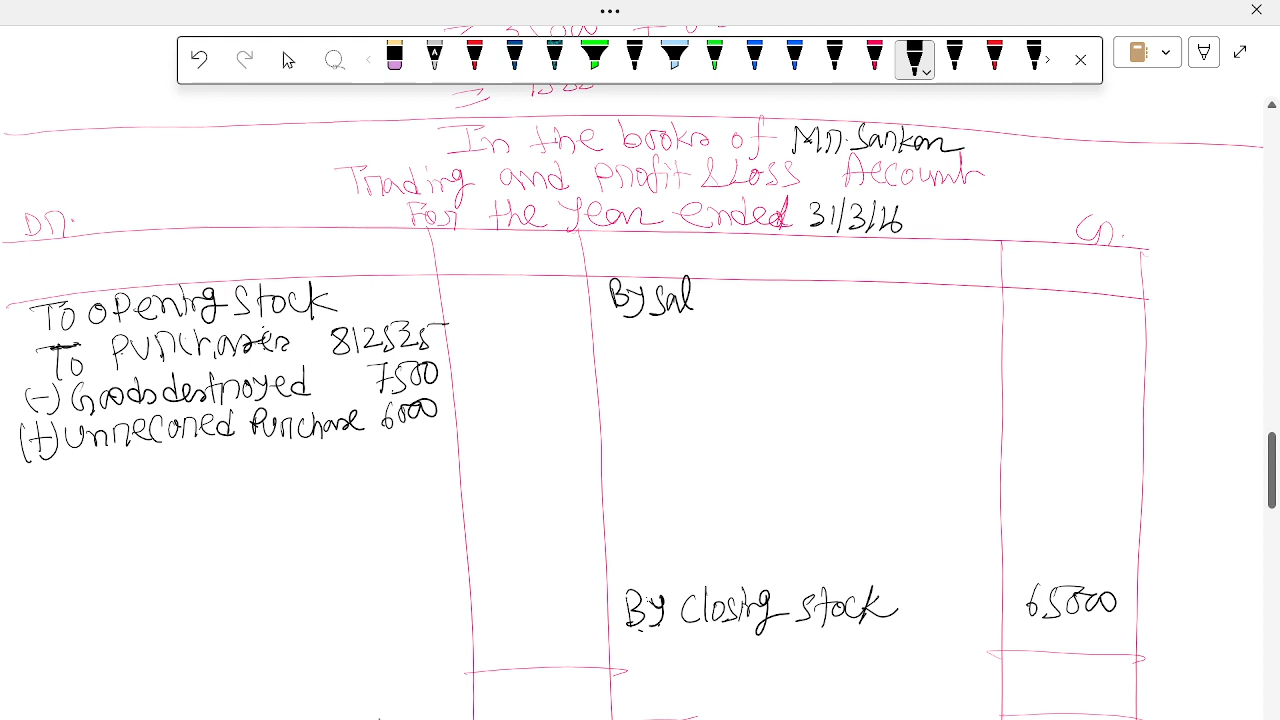 In the books of Mr. Sankar
Trading and Profit & Loss Account
For the year ended 31/3/16
Dr.
Cr.
To opening stock
To purchases 812525
(-) Goods destroyed 7500
(+) unrecorded purchase 6000
By Sal
By closing stock 65000